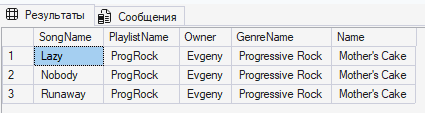 Результаты Сообщения
SongName PlaylistName Owner GenreName Name
1 Lazy ProgRock Evgeny Progressive Rock Mother's Cake
2 Nobody ProgRock Evgeny Progressive Rock Mother's Cake
3 Runaway ProgRock Evgeny Progressive Rock Mother's Cake